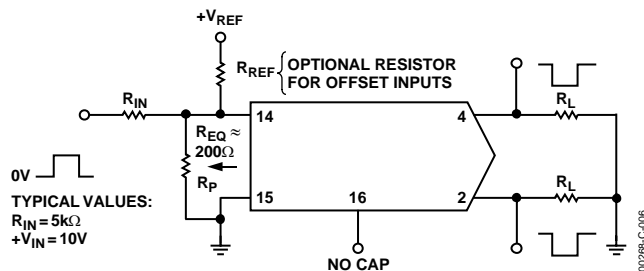 +VREF
RREF
OPTIONAL RESISTOR
FOR OFFSET INPUTS
RIN
14
4
RL
REQ ≈
200Ω
0V
RP
15
16
2
RL
TYPICAL VALUES:
RIN = 5kΩ
+VIN = 10V
NO CAP
00268-C-006